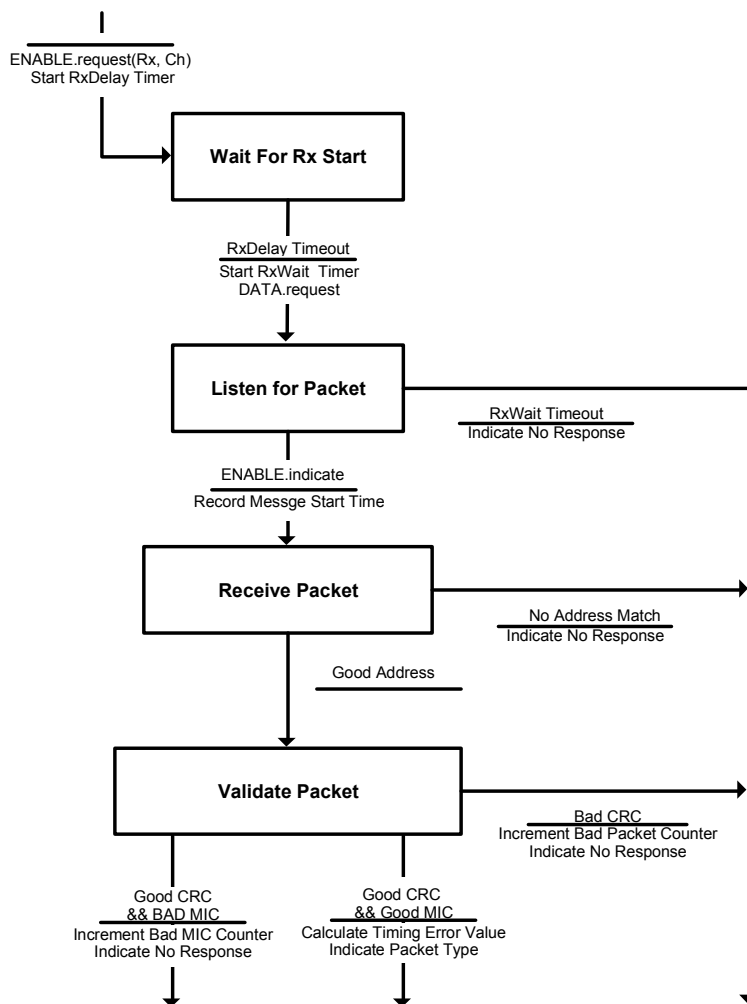 ENABLE.request(Rx, Ch)
Start RxDelay Timer
Wait For Rx Start
RxDelay Timeout
Start RxWait Timer
DATA.request
Listen for Packet
RxWait Timeout
Indicate No Response
ENABLE.indicate
Record Messge Start Time
Receive Packet
No Address Match
Indicate No Response
Good Address
Validate Packet
Bad CRC
Increment Bad Packet Counter
Indicate No Response
Good CRC
&& BAD MIC
Increment Bad MIC Counter
Indicate No Response
Good CRC
&& Good MIC
Calculate Timing Error Value
Indicate Packet Type